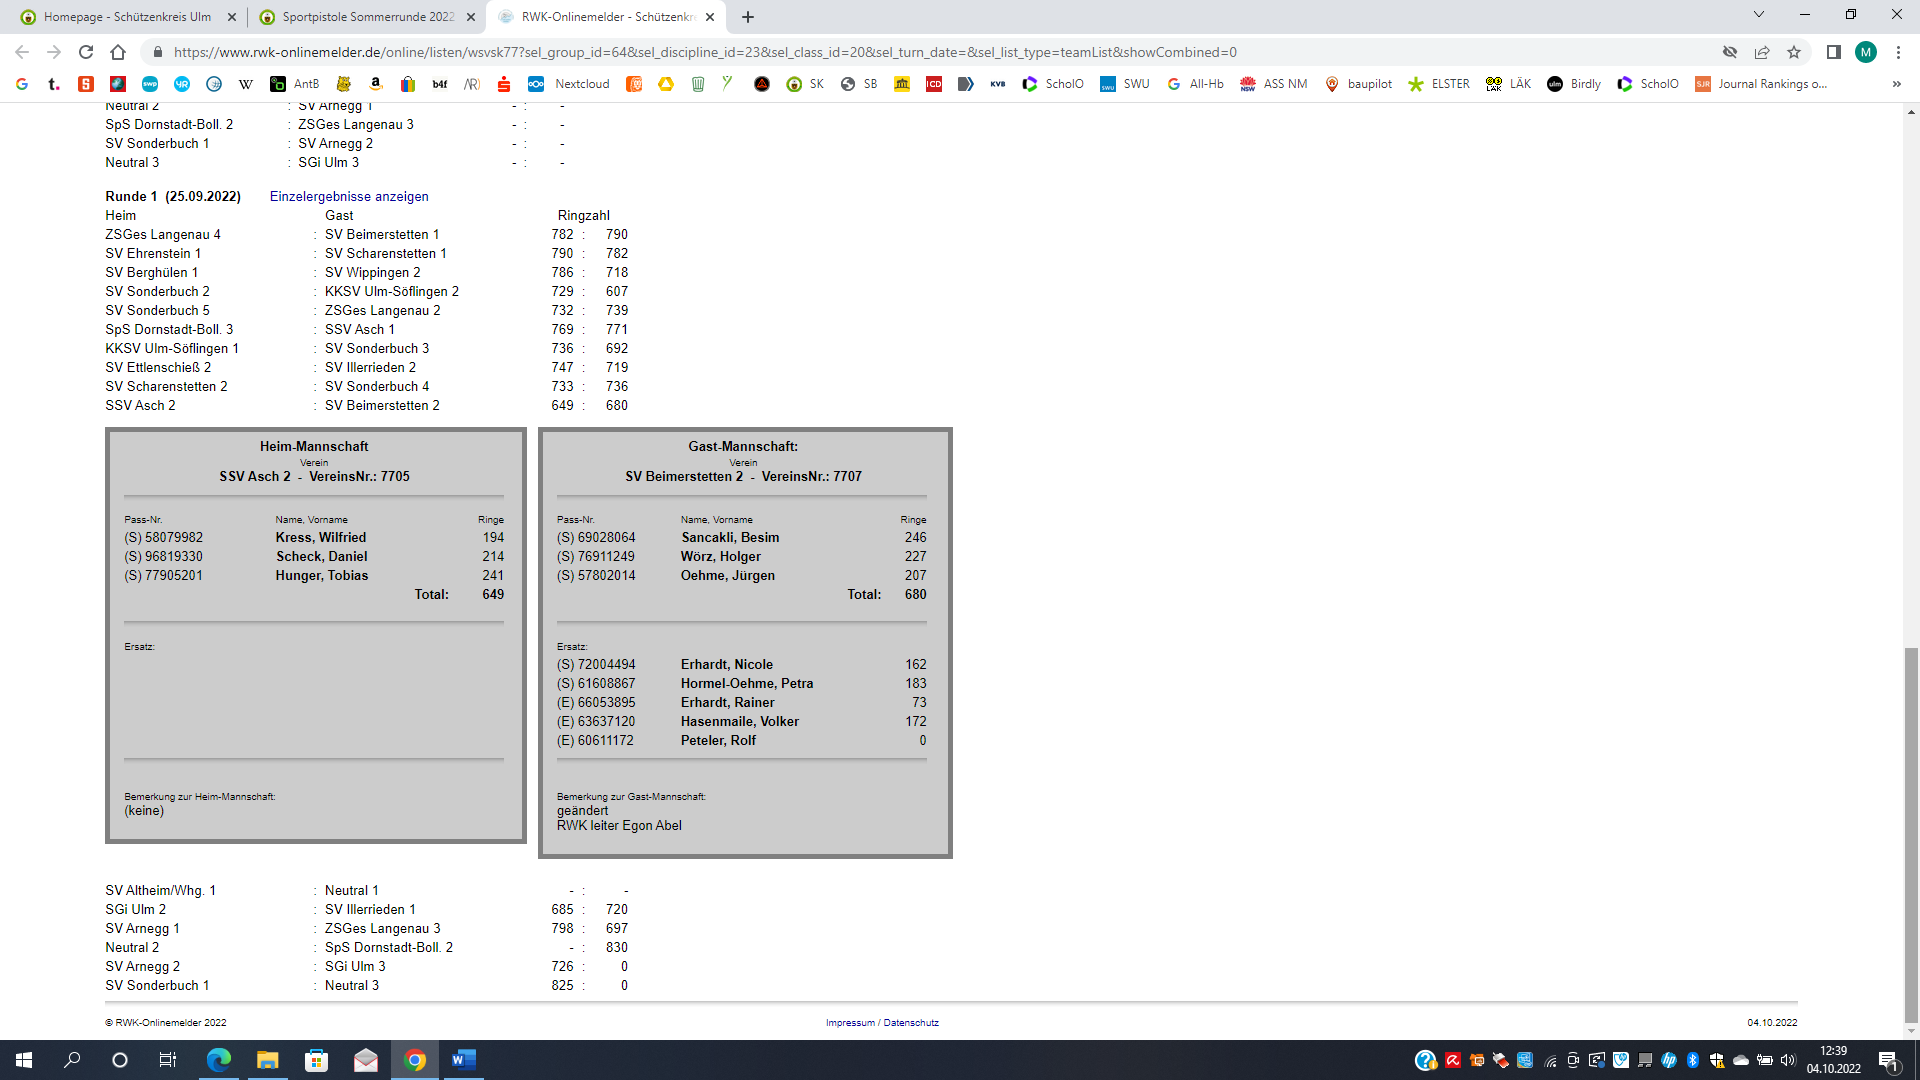 Homepage - Schützenkreis Ulm
Sportpistole Sommerrunde 2022
RWK-Onlinemelder - Schützenkre
https://www.rwk-onlinemelder.de/online/listen/wsvsk77?sel_group_id=64&sel_discipline_id=23&sel_class_id=20&sel_turn_date=&sel_list_type=teamList&showCombined=0
M
AntB
b4f
Nextcloud
SK
SB
ICD
KVB
ScholO
SWU
All-Hb
ASS NM
baupilot
ELSTER
LÄK
Birdly
ScholO
Journal Rankings o...
Neutral 2 : SV Arnegg 1 - : -
SpS Dornstadt-Boll. 2 : ZSGes Langenau 3 - : -
SV Sonderbuch 1 : SV Arnegg 2 - : -
Neutral 3 : SGi Ulm 3 - : -
Runde 1 (25.09.2022) Einzelergebnisse anzeigen
Heim Gast Ringzahl
ZSGes Langenau 4 : SV Beimerstetten 1 782 : 790
SV Ehrenstein 1 : SV Scharenstetten 1 790 : 782
SV Berghülen 1 : SV Wippingen 2 786 : 718
SV Sonderbuch 2 : KKSV Ulm-Söflingen 2 729 : 607
SV Sonderbuch 5 : ZSGes Langenau 2 732 : 739
SpS Dornstadt-Boll. 3 : SSV Asch 1 769 : 771
KKSV Ulm-Söflingen 1 : SV Sonderbuch 3 736 : 692
SV Ettlenschieß 2 : SV Illerrieden 2 747 : 719
SV Scharenstetten 2 : SV Sonderbuch 4 733 : 736
SSV Asch 2 : SV Beimerstetten 2 649 : 680
Heim-Mannschaft
Verein
SSV Asch 2 - VereinsNr.: 7705
Pass-Nr. Name, Vorname Ringe
(S) 58079982 Kress, Wilfried 194
(S) 96819330 Scheck, Daniel 214
(S) 77905201 Hunger, Tobias 241
Total: 649
Ersatz:
Bemerkung zur Heim-Mannschaft:
(keine)
Gast-Mannschaft:
Verein
SV Beimerstetten 2 - VereinsNr.: 7707
Pass-Nr. Name, Vorname Ringe
(S) 69028064 Sancakli, Besim 246
(S) 76911249 Wörz, Holger 227
(S) 57802014 Oehme, Jürgen 207
Total: 680
Ersatz:
(S) 72004494 Erhardt, Nicole 162
(S) 61608867 Hormel-Oehme, Petra 183
(E) 66053895 Erhardt, Rainer 73
(E) 63637120 Hasenmaile, Volker 172
(E) 60611172 Peteler, Rolf 0
Bemerkung zur Gast-Mannschaft:
geändert
RWK leiter Egon Abel
SV Altheim/Whg. 1 : Neutral 1 - : -
SGi Ulm 2 : SV Illerrieden 1 685 : 720
SV Arnegg 1 : ZSGes Langenau 3 798 : 697
Neutral 2 : SpS Dornstadt-Boll. 2 - : 830
SV Arnegg 2 : SGi Ulm 3 726 : 0
SV Sonderbuch 1 : Neutral 3 825 : 0
© RWK-Onlinemelder 2022 Impressum / Datenschutz 04.10.2022
12:39
04.10.2022